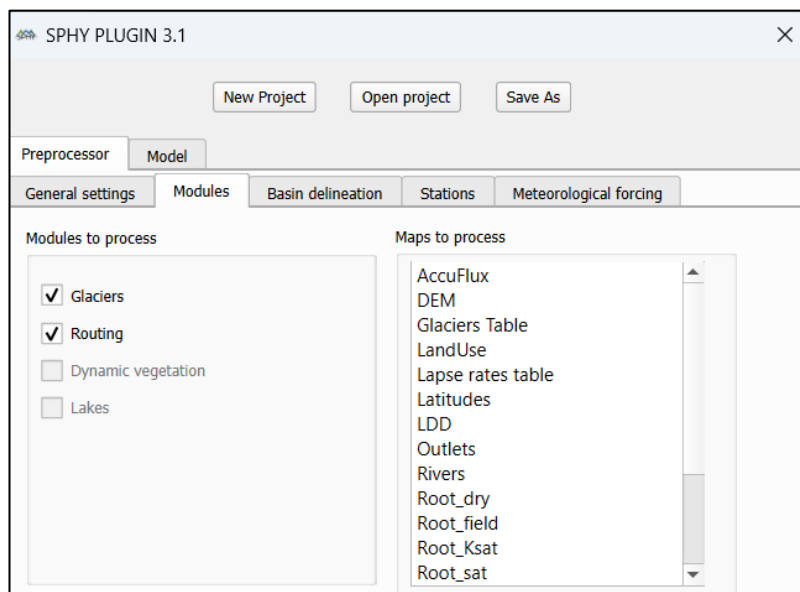 SPHY PLUGIN 3.1
New Project Open project Save As
Preprocessor Model
General settings Modules Basin delineation Stations Meteorological forcing
Modules to process
Glaciers
Routing
Dynamic vegetation
Lakes
Maps to process
AccuFlux
DEM
Glaciers Table
LandUse
Lapse rates table
Latitudes
LDD
Outlets
Rivers
Root_dry
Root_field
Root_Ksat
Root_sat